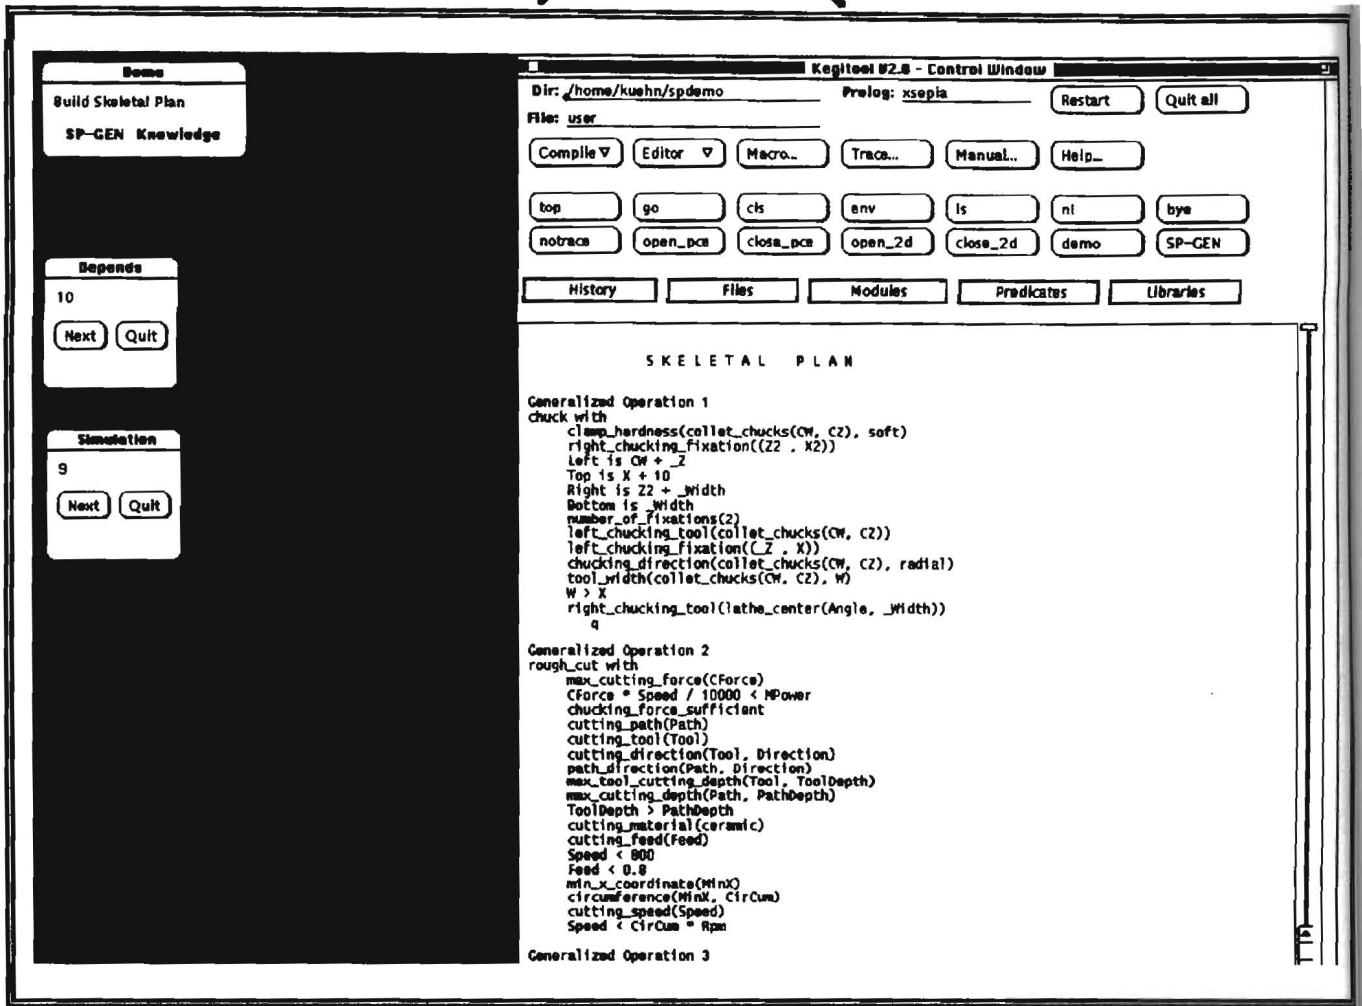 Demo
Build Skeletal Plan
SP-GEN Knowledge
Depends
10
Next Quit
Simulation
9
Next Quit
Kegitool V2.0 - Control Window
Dir: /home/kuehn/spdemo Prolog: xsepia Restart Quit all
File: user
Compile Editor Macro... Trace... Manual... Help...
top go cls env ls nl bye
notrace open_pce close_pce open_2d close_2d demo SP-GEN
History Files Modules Predicates Libraries
SKELETAL PLAN
Generalized Operation 1
chuck with
clamp_hardness(collet_chucks(CW, CZ), soft)
right_chucking_fixation((Z2 , X2))
Left is CW + _Z
Top is X + 10
Right is Z2 + _Width
Bottom is _Width
number_of_fixations(2)
left_chucking_tool(collet_chucks(CW, CZ))
left_chucking_fixation((_Z , X))
chucking_direction(collet_chucks(CW, CZ), radial)
tool_width(collet_chucks(CW, CZ), W)
W > X
right_chucking_tool(lathe_center(Angle, _Width))
q
Generalized Operation 2
rough_cut with
max_cutting_force(CForce)
CForce * Speed / 10000 < MPower
chucking_force_sufficient
cutting_path(Path)
cutting_tool(Tool)
cutting_direction(Tool, Direction)
path_direction(Path, Direction)
max_tool_cutting_depth(Tool, ToolDepth)
max_cutting_depth(Path, PathDepth)
ToolDepth > PathDepth
cutting_material(ceramic)
cutting_feed(Feed)
Speed < 800
Feed < 0.8
min_x_coordinate(MinX)
circumference(MinX, CirCum)
cutting_speed(Speed)
Speed < CirCum * Rpm
Generalized Operation 3